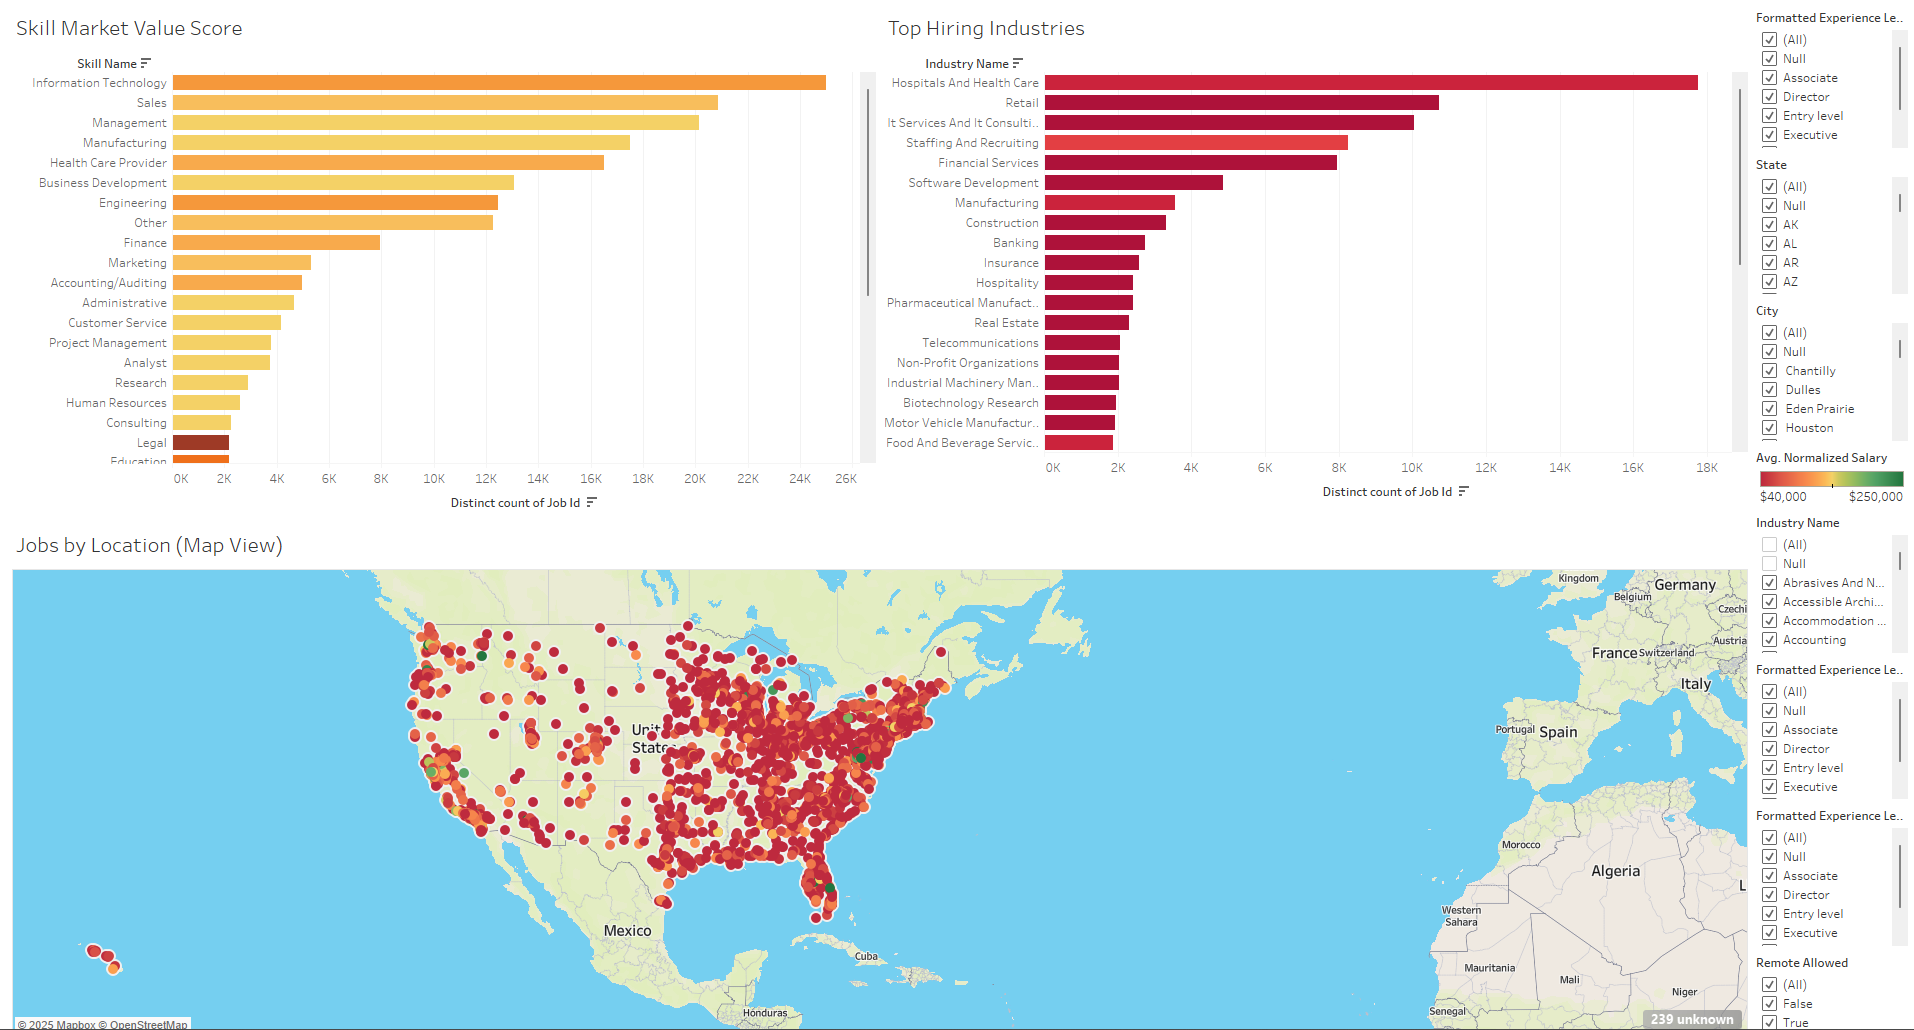 Skill Market Value Score
Skill Name
Information Technology
Sales
Management
Manufacturing
Health Care Provider
Business Development
Engineering
Other
Finance
Marketing
Accounting/Auditing
Administrative
Customer Service
Project Management
Analyst
Research
Human Resources
Consulting
Legal
Education
0K 2K 4K 6K 8K 10K 12K 14K 16K 18K 20K 22K 24K 26K
Distinct count of Job Id
Top Hiring Industries
Industry Name
Hospitals And Health Care
Retail
It Services And It Consulti..
Staffing And Recruiting
Financial Services
Software Development
Manufacturing
Construction
Banking
Insurance
Hospitality
Pharmaceutical Manufact..
Real Estate
Telecommunications
Non-Profit Organizations
Industrial Machinery Man..
Biotechnology Research
Motor Vehicle Manufactur..
Food And Beverage Servic..
0K 2K 4K 6K 8K 10K 12K 14K 16K 18K
Distinct count of Job Id
Jobs by Location (Map View)
United
States
Mexico
Cuba
Honduras
Kingdom
Germany
Belgium
Czechi
Austria
France
Switzerland
Italy
Portugal
Spain
Morocco
Algeria
L
Western
Sahara
Mauritania
Mali
Niger
Senegal
© 2025 Mapbox © OpenStreetMap
239 unknown
Formatted Experience Le..
(All)
Null
Associate
Director
Entry level
Executive
State
(All)
Null
AK
AL
AR
AZ
City
(All)
Null
Chantilly
Dulles
Eden Prairie
Houston
Avg. Normalized Salary
$40,000 $250,000
Industry Name
(All)
Null
Abrasives And N...
Accessible Archi...
Accommodation ...
Accounting
Formatted Experience Le..
(All)
Null
Associate
Director
Entry level
Executive
Formatted Experience Le..
(All)
Null
Associate
Director
Entry level
Executive
Remote Allowed
(All)
False
True